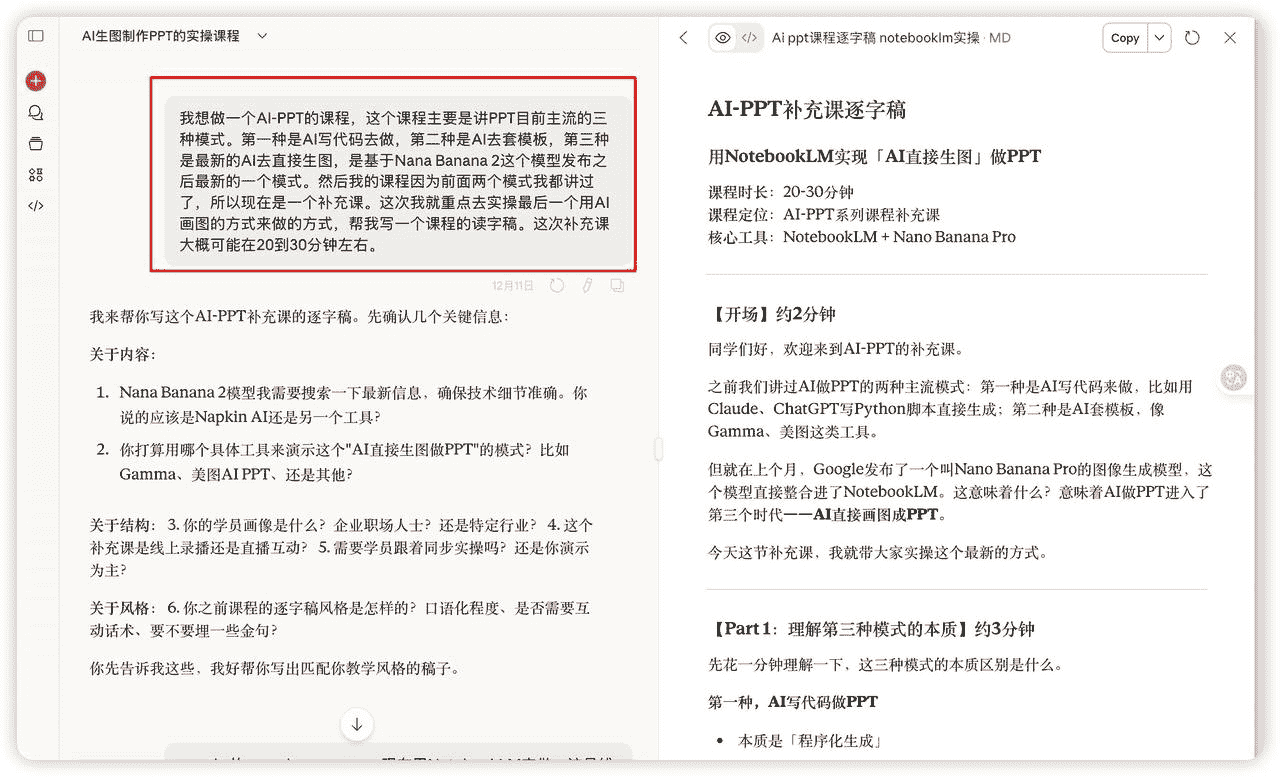 AI生图制作PPT的实操课程
我想做一个AI-PPT的课程，这个课程主要是讲PPT目前主流的三
种模式。第一种是AI写代码去做，第二种是AI去套模板，第三种
是最新的AI去直接生图，是基于Nana Banana 2这个模型发布之
后最新的一个模式。然后我的课程因为前面两个模式我都讲过
了，所以现在是一个补充课。这次我就重点去实操最后一个用AI
画图的方式来做的方式，帮我写一个课程的读字稿。这次补充课
大概可能在20到30分钟左右。
12月11日
我来帮你写这个AI-PPT补充课的逐字稿。先确认几个关键信息：
关于内容：
1. Nana Banana 2模型我需要搜索一下最新信息，确保技术细节准确。你
说的应该是Napkin AI还是另一个工具？
2. 你打算用哪个具体工具来演示这个"AI直接生图做PPT"的模式？比如
Gamma、美图AI PPT、还是其他？
关于结构： 3. 你的学员画像是什么？企业职场人士？还是特定行业？ 4. 这个
补充课是线上录播还是直播互动？ 5. 需要学员跟着同步实操吗？还是你演示
为主？
关于风格： 6. 你之前课程的逐字稿风格是怎样的？口语化程度、是否需要互
动话术、要不要埋一些金句？
你先告诉我这些，我好帮你写出匹配你教学风格的稿子。
Ai ppt课程逐字稿 notebooklm实操 · MD
Copy
AI-PPT补充课逐字稿
用NotebookLM实现「AI直接生图」做PPT
课程时长：20-30分钟
课程定位：AI-PPT系列课程补充课
核心工具：NotebookLM + Nano Banana Pro
【开场】约2分钟
同学们好，欢迎来到AI-PPT的补充课。
之前我们讲过AI做PPT的两种主流模式：第一种是AI写代码来做，比如用
Claude、ChatGPT写Python脚本直接生成；第二种是AI套模板，像
Gamma、美图这类工具。
但就在上个月，Google发布了一个叫Nano Banana Pro的图像生成模型，这
个模型直接整合进了NotebookLM。这意味着什么？意味着AI做PPT进入了
第三个时代——AI直接画图成PPT。
今天这节补充课，我就带大家实操这个最新的方式。
【Part 1：理解第三种模式的本质】约3分钟
先花一分钟理解一下，这三种模式的本质区别是什么。
第一种，AI写代码做PPT
• 本质是「程序化生成」